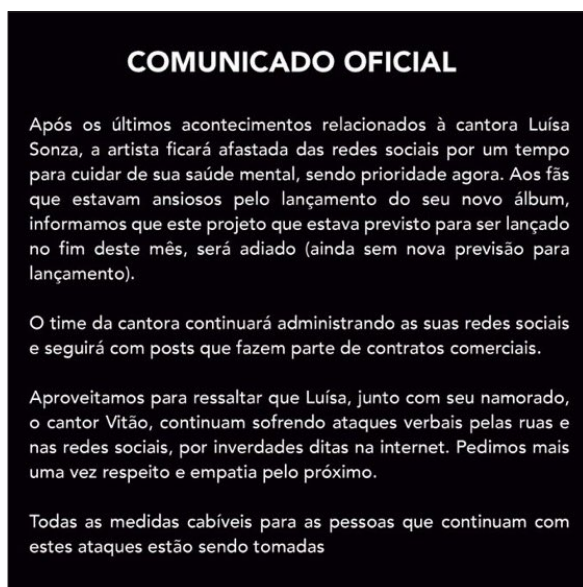 COMUNICADO OFICIAL
Após os últimos acontecimentos relacionados à cantora Luísa
Sonza, a artista ficará afastada das redes sociais por um tempo
para cuidar de sua saúde mental, sendo prioridade agora. Aos fãs
que estavam ansiosos pelo lançamento do seu novo álbum,
informamos que este projeto que estava previsto para ser lançado
no fim deste mês, será adiado (ainda sem nova previsão para
lançamento).
O time da cantora continuará administrando as suas redes sociais
e seguirá com posts que fazem parte de contratos comerciais.
Aproveitamos para ressaltar que Luísa, junto com seu namorado,
o cantor Vitão, continuam sofrendo ataques verbais pelas ruas e
nas redes sociais, por inverdades ditas na internet. Pedimos mais
uma vez respeito e empatia pelo próximo.
Todas as medidas cabíveis para as pessoas que continuam com
estes ataques estão sendo tomadas